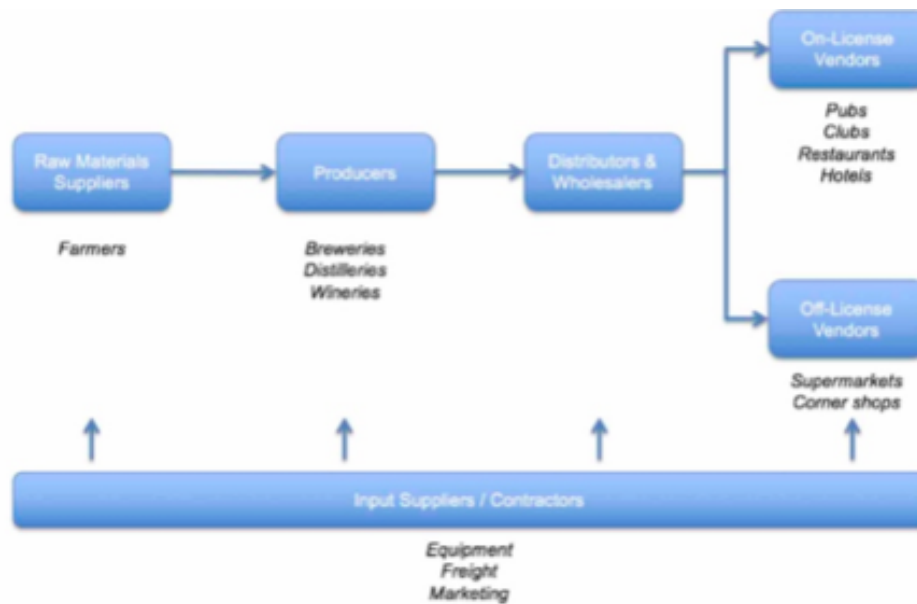 On-License
Vendors
Pubs
Clubs
Restaurants
Hotels
Raw Materials
Suppliers
Farmers
Producers
Breweries
Distilleries
Wineries
Distributors &
Wholesalers
Off-License
Vendors
Supermarkets
Corner shops
Input Suppliers / Contractors
Equipment
Freight
Marketing